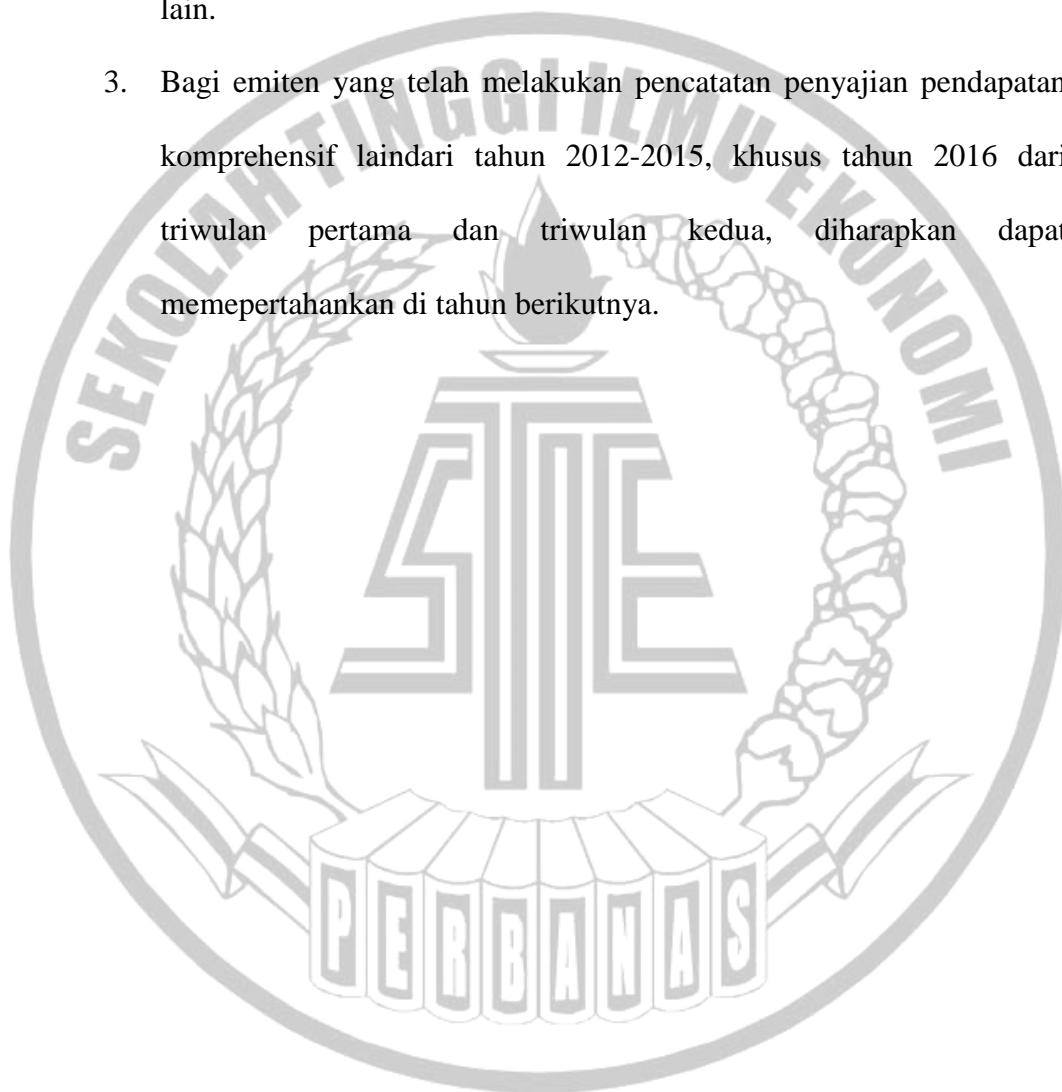 lain.
3. Bagi emiten yang telah melakukan pencatatan penyajian pendapatan
komprehensif laindari tahun 2012-2015, khusus tahun 2016 dari
triwulan pertama dan triwulan kedua, diharapkan dapat
memepertahankan di tahun berikutnya.
SEKOLAH TINGGI ILMU EKONOMI
STIE
PERBANAS